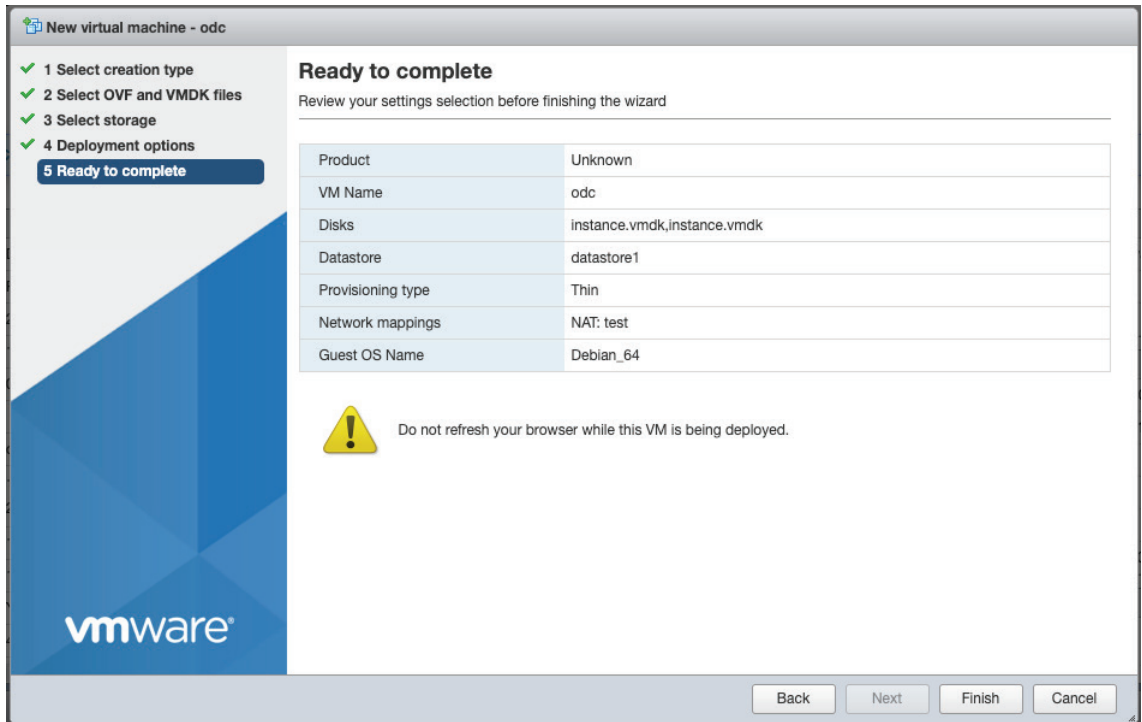 New virtual machine - odc
1 Select creation type
2 Select OVF and VMDK files
3 Select storage
4 Deployment options
5 Ready to complete
Ready to complete
Review your settings selection before finishing the wizard
Product Unknown
VM Name odc
Disks instance.vmdk,instance.vmdk
Datastore datastore1
Provisioning type Thin
Network mappings NAT: test
Guest OS Name Debian_64
Do not refresh your browser while this VM is being deployed.
vmware®
Back Next Finish Cancel